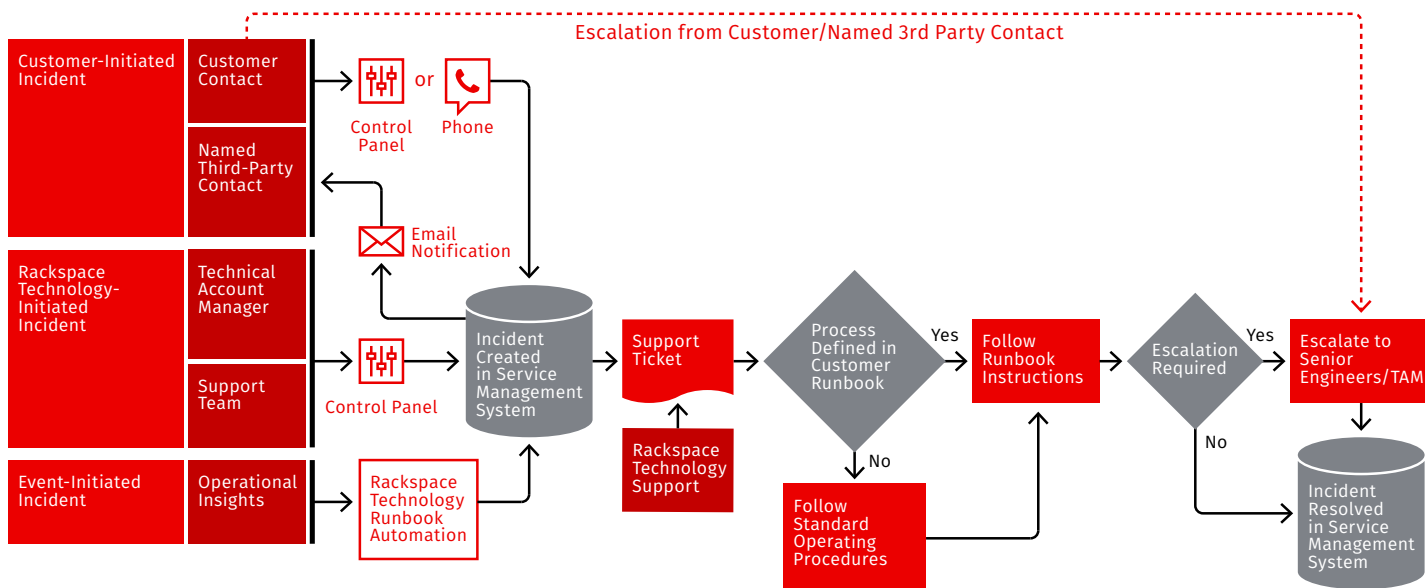 Escalation from Customer/Named 3rd Party Contact
Customer-Initiated
Incident
Customer
Contact
Named
Third-Party
Contact
or
Control
Panel
Phone
Email
Notification
Rackspace
Technology-
Initiated
Incident
Technical
Account
Manager
Support
Team
Control Panel
Event-Initiated
Incident
Operational
Insights
Rackspace
Technology
Runbook
Automation
Incident
Created
in Service
Management
System
Support
Ticket
Rackspace
Technology
Support
Process
Defined in
Customer
Runbook
Yes
No
Follow
Standard
Operating
Procedures
Follow
Runbook
Instructions
Escalation
Required
Yes
No
Escalate to
Senior
Engineers/TAM
Incident
Resolved
in Service
Management
System